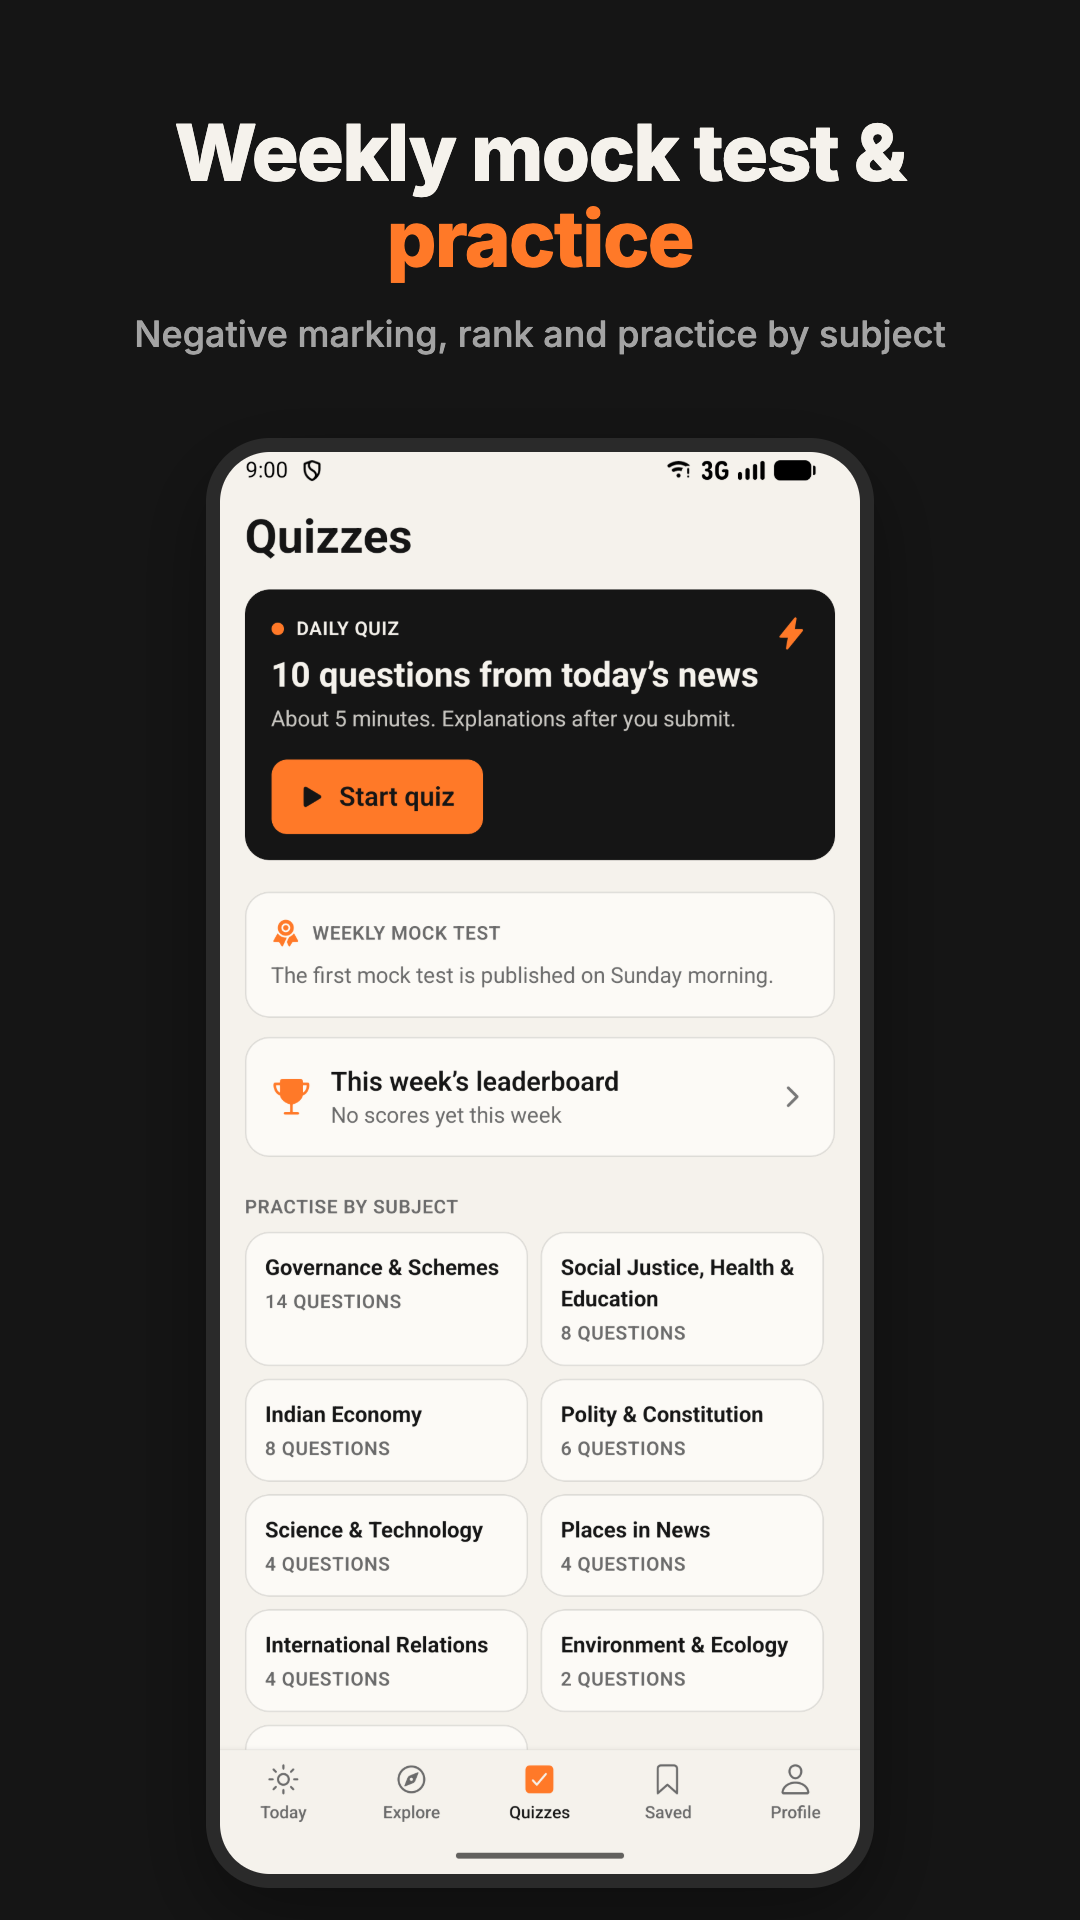 Weekly mock test &
practice
Negative marking, rank and practice by subject
9:00
3G
Quizzes
DAILY QUIZ
10 questions from today’s news
About 5 minutes. Explanations after you submit.
Start quiz
WEEKLY MOCK TEST
The first mock test is published on Sunday morning.
This week’s leaderboard
No scores yet this week
PRACTISE BY SUBJECT
Governance & Schemes
14 QUESTIONS
Social Justice, Health &
Education
8 QUESTIONS
Indian Economy
8 QUESTIONS
Polity & Constitution
6 QUESTIONS
Science & Technology
4 QUESTIONS
Places in News
4 QUESTIONS
International Relations
4 QUESTIONS
Environment & Ecology
2 QUESTIONS
Today
Explore
Quizzes
Saved
Profile